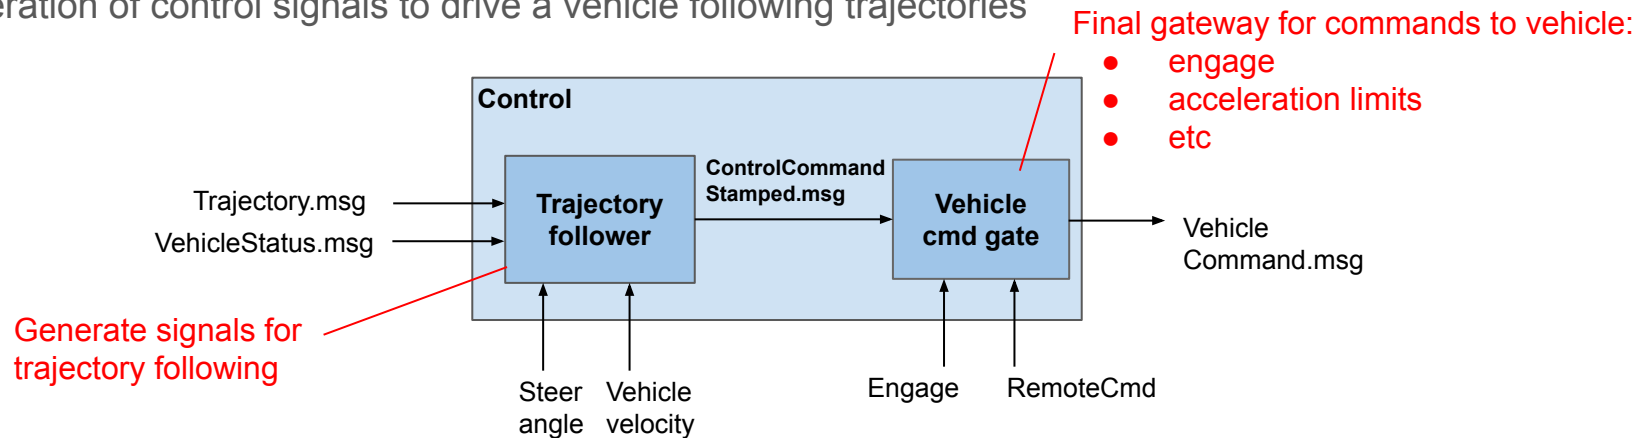 eration of control signals to drive a vehicle following trajectories
Final gateway for commands to vehicle:
● engage
● acceleration limits
● etc
Control
ControlCommand
Stamped.msg
Trajectory.msg
VehicleStatus.msg
Trajectory
follower
Vehicle
cmd gate
Vehicle
Command.msg
Generate signals for
trajectory following
Steer
angle
Vehicle
velocity
Engage
RemoteCmd